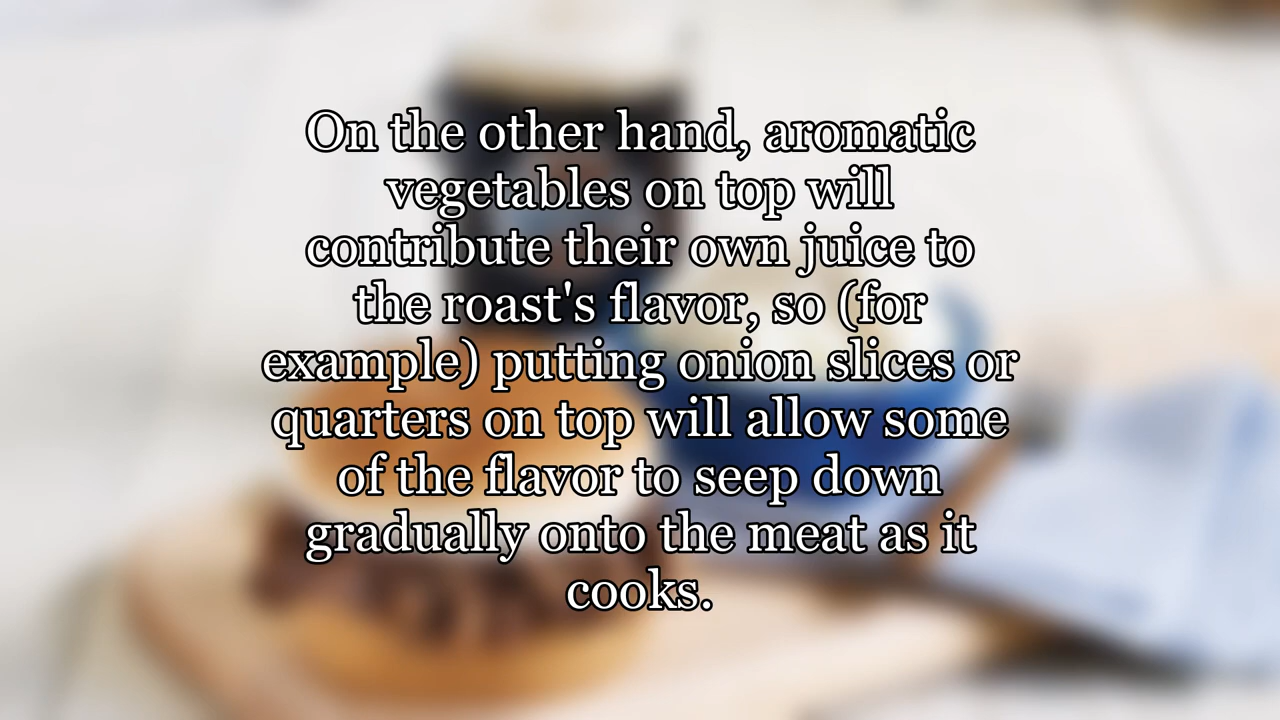 On the other hand, aromatic
vegetables on top will
contribute their own juice to
the roast's flavor, so (for
example) putting onion slices or
quarters on top will allow some
of the flavor to seep down
gradually onto the meat as it
cooks.